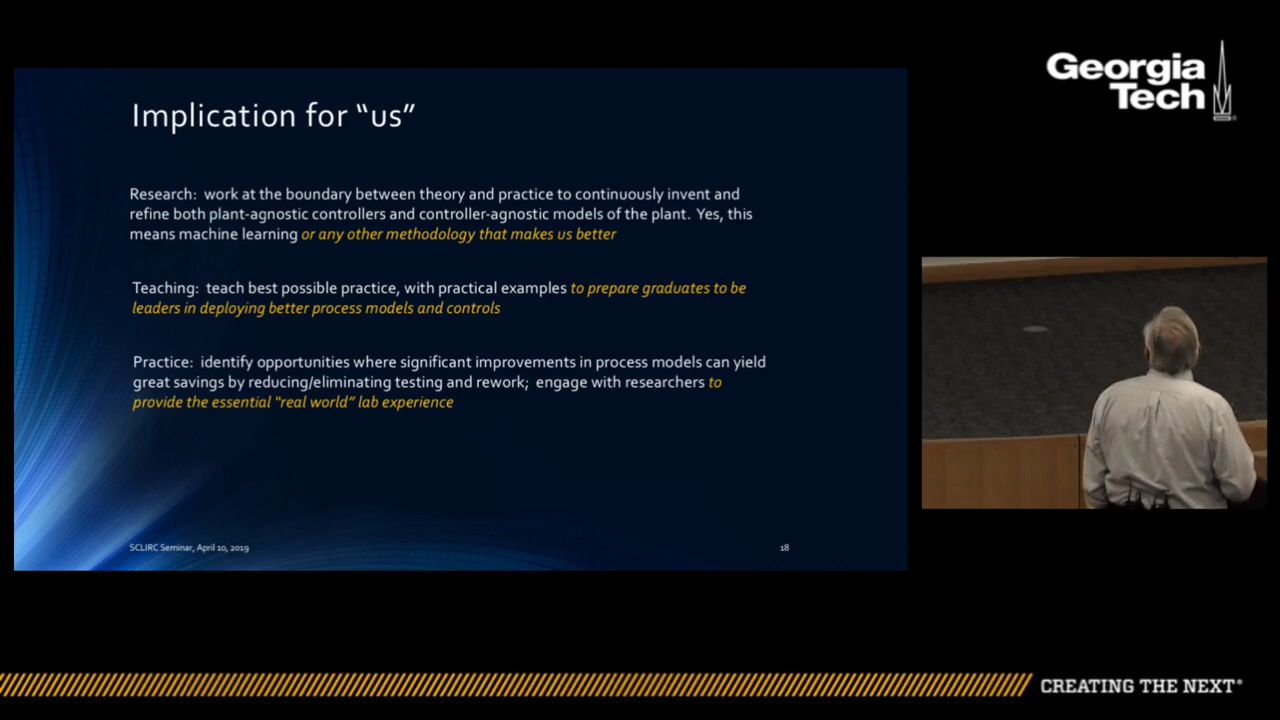 Georgia
Tech
Implication for “us”
Research: work at the boundary between theory and practice to continuously invent and
refine both plant-agnostic controllers and controller-agnostic models of the plant. Yes, this
means machine learning or any other methodology that makes us better
Teaching: teach best possible practice, with practical examples to prepare graduates to be
leaders in deploying better process models and controls
Practice: identify opportunities where significant improvements in process models can yield
great savings by reducing/eliminating testing and rework; engage with researchers to
provide the essential “real world” lab experience
SCLIRC Seminar, April 10, 2019
18
CREATING THE NEXT®